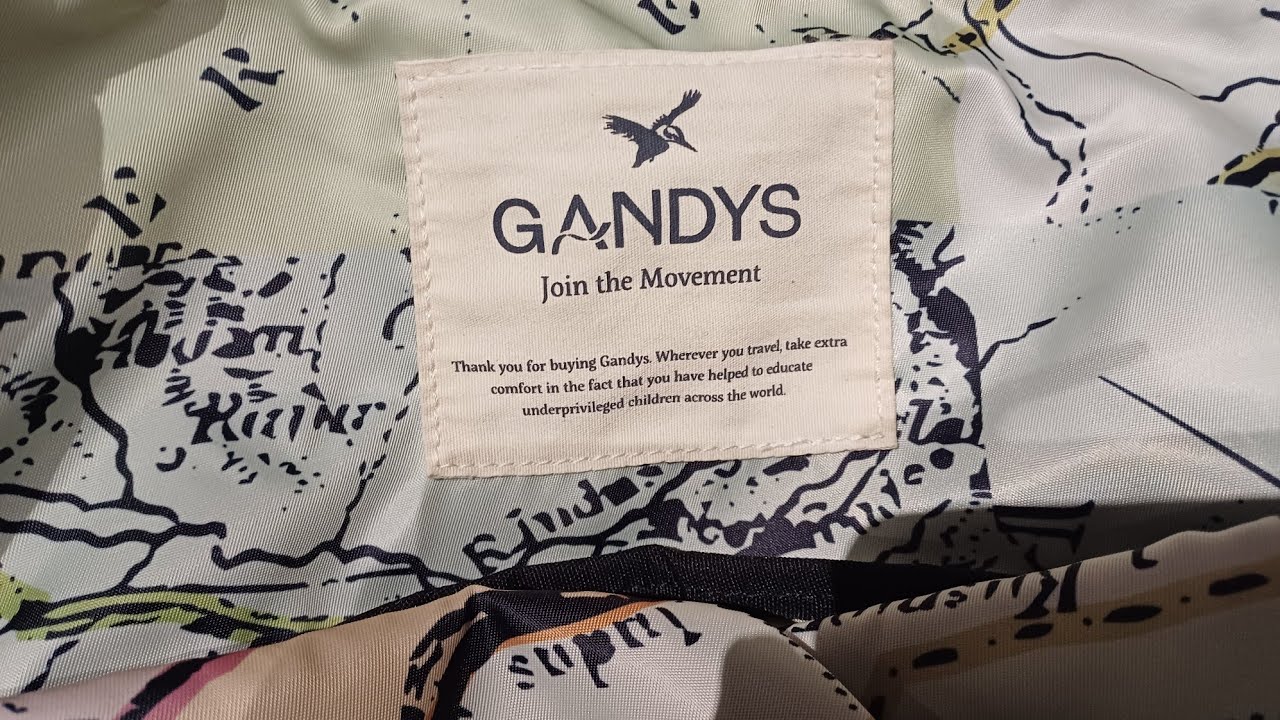 GANDYS
Join the Movement
Thank you for buying Gandys. Wherever you travel, take extra
comfort in the fact that you have helped to educate
underprivileged children across the world.